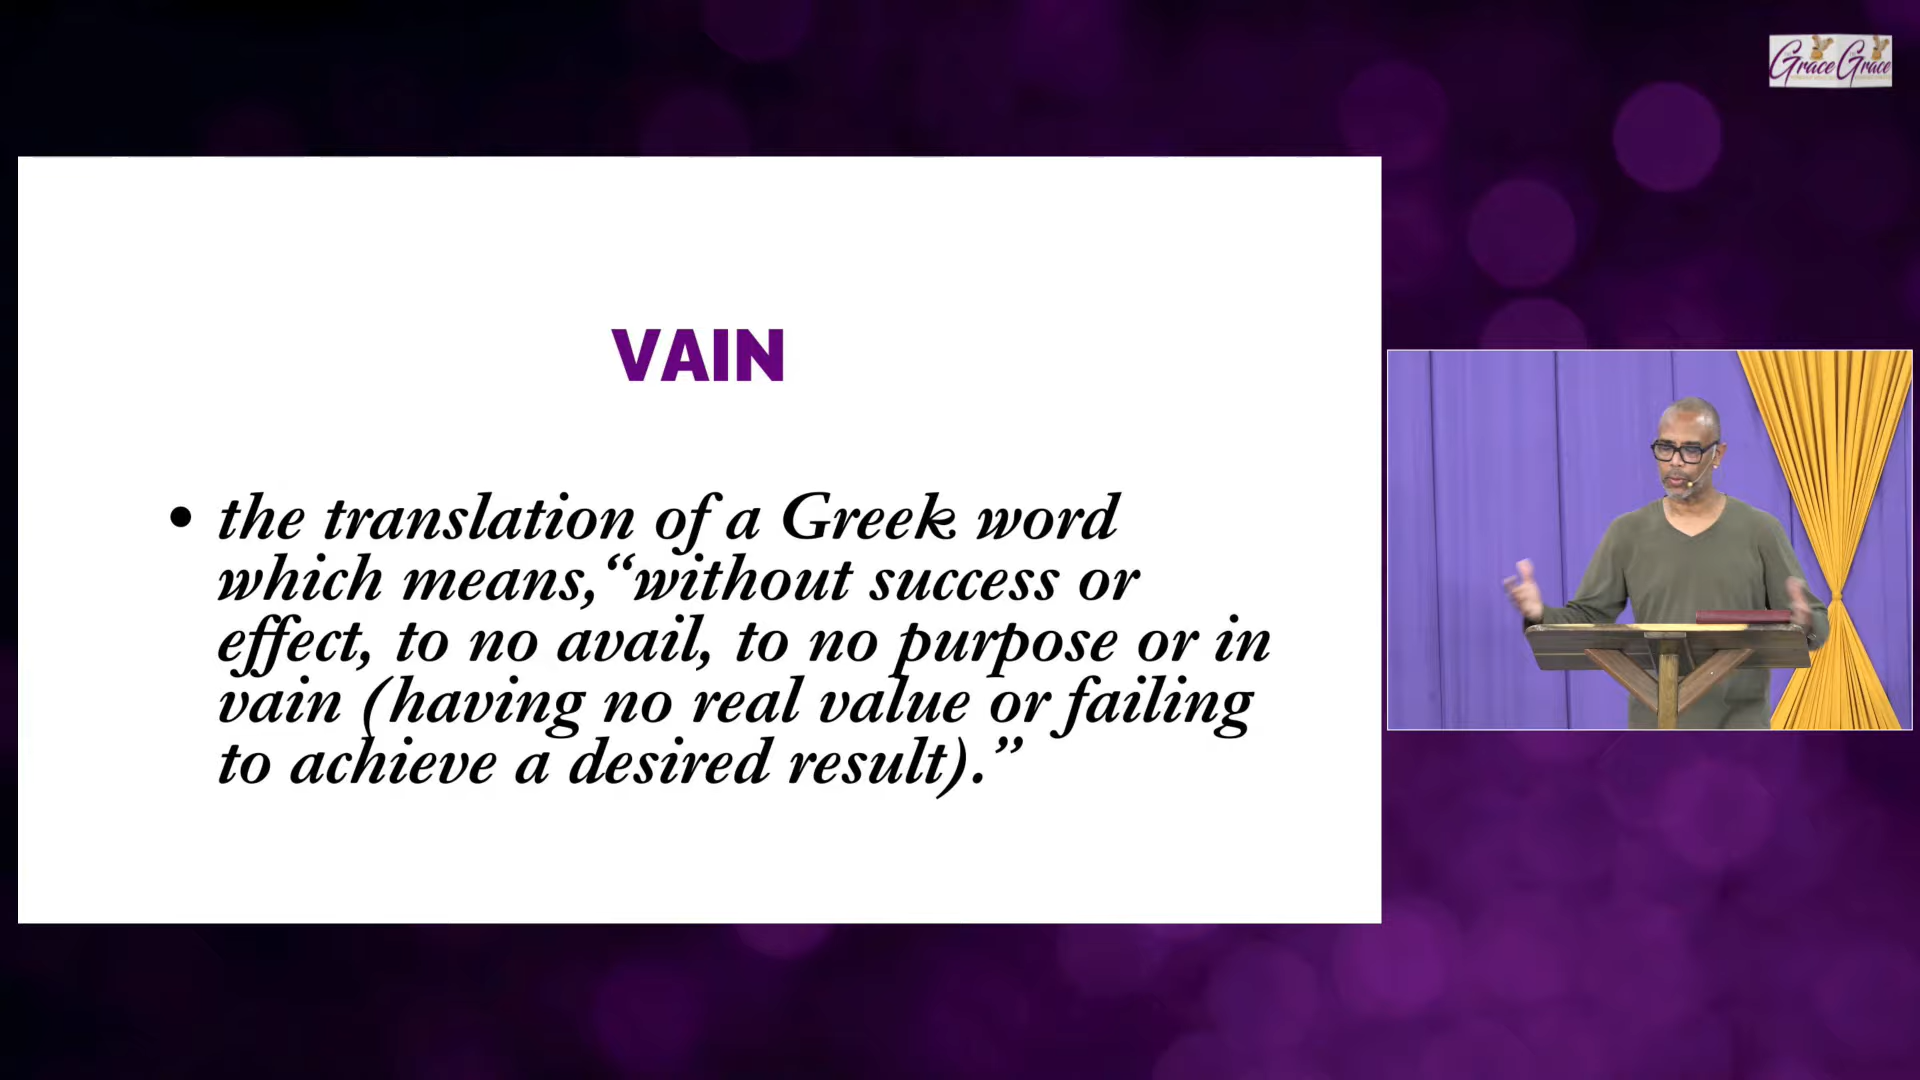 Grace Grace
VAIN
• the translation of a Greek word
which means,“without success or
effect, to no avail, to no purpose or in
vain (having no real value or failing
to achieve a desired result).”